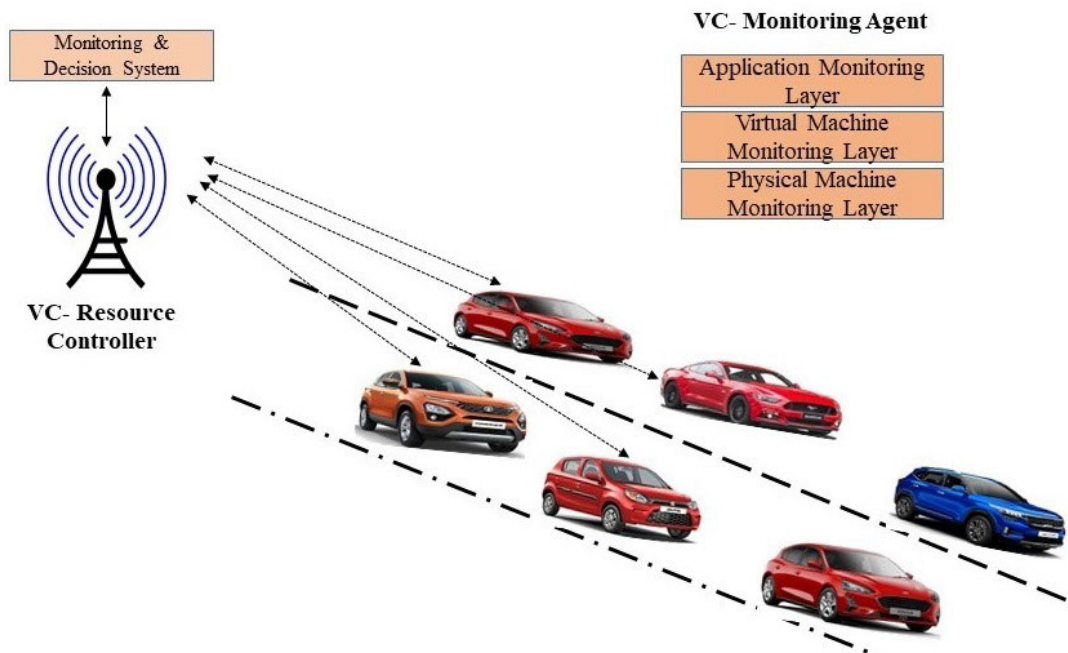 VC- Monitoring Agent
Monitoring &
Decision System
Application Monitoring
Layer
Virtual Machine
Monitoring Layer
Physical Machine
Monitoring Layer
VC- Resource
Controller